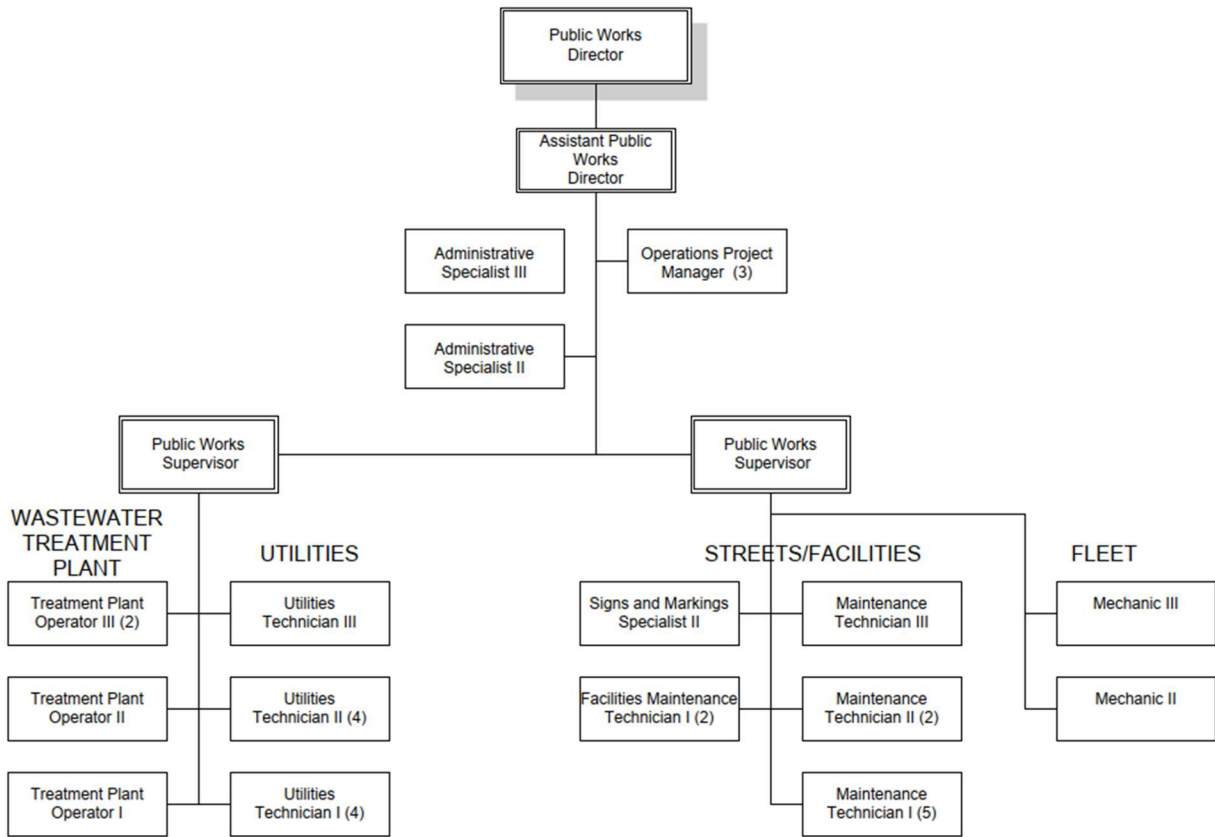 Public Works
Director
Assistant Public
Works
Director
Administrative
Specialist III
Operations Project
Manager (3)
Administrative
Specialist II
Public Works
Supervisor
Public Works
Supervisor
WASTEWATER
TREATMENT
PLANT
UTILITIES
STREETS/FACILITIES
FLEET
Treatment Plant
Operator III (2)
Utilities
Technician III
Signs and Markings
Specialist II
Maintenance
Technician III
Mechanic III
Treatment Plant
Operator II
Utilities
Technician II (4)
Facilities Maintenance
Technician I (2)
Maintenance
Technician II (2)
Mechanic II
Treatment Plant
Operator I
Utilities
Technician I (4)
Maintenance
Technician I (5)